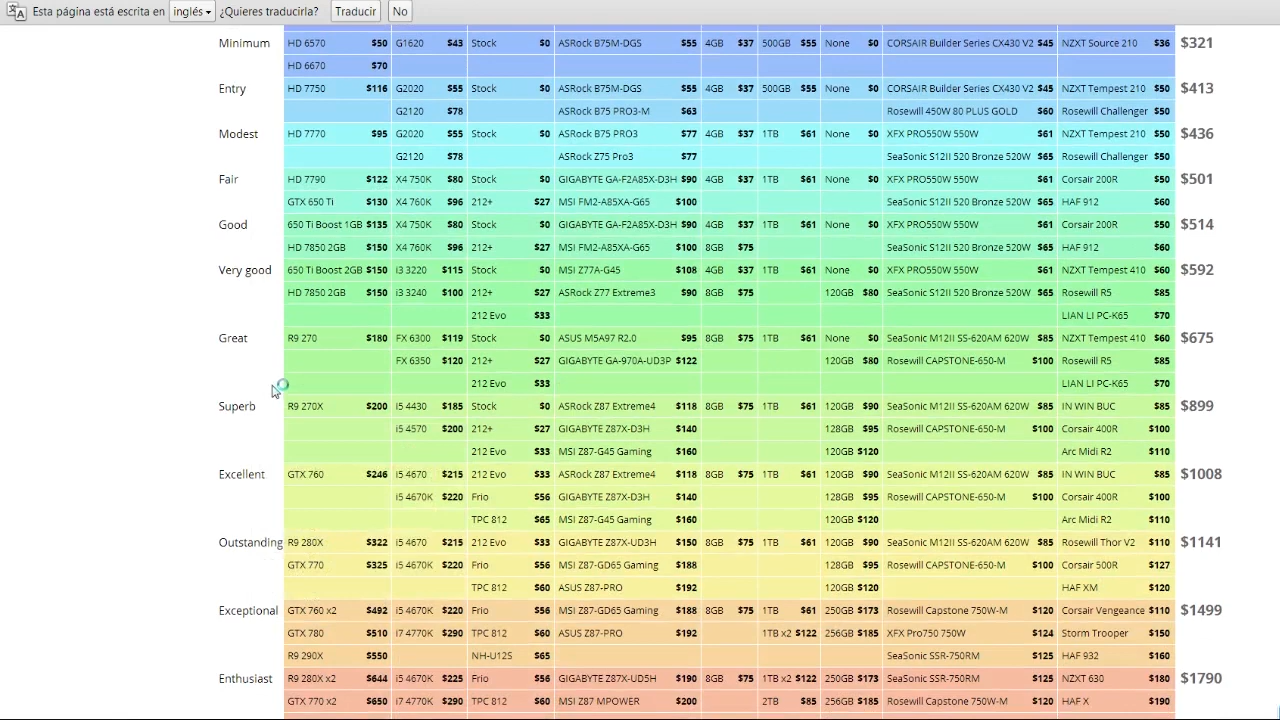 Esta página está escrita en inglés ¿Quieres traducirla? Traducir No
Minimum HD 6570 $50 G1620 $43 Stock $0 ASRock B75M-DGS $55 4GB $37 500GB $55 None $0 CORSAIR Builder Series CX430 V2 $45 NZXT Source 210 $36 $321
HD 6670 $70
Entry HD 7750 $116 G2020 $55 Stock $0 ASRock B75M-DGS $55 4GB $37 500GB $55 None $0 CORSAIR Builder Series CX430 V2 $45 NZXT Tempest 210 $50 $413
G2120 $78 ASRock B75 PRO3-M $63 Rosewill 450W 80 PLUS GOLD $60 Rosewill Challenger $50
Modest HD 7770 $95 G2020 $55 Stock $0 ASRock B75 PRO3 $77 4GB $37 1TB $61 None $0 XFX PRO550W 550W $61 NZXT Tempest 210 $50 $436
G2120 $78 ASRock Z75 Pro3 $77 SeaSonic S12II 520 Bronze 520W $65 Rosewill Challenger $50
Fair HD 7790 $122 X4 750K $80 Stock $0 GIGABYTE GA-F2A85X-D3H $90 4GB $37 1TB $61 None $0 XFX PRO550W 550W $61 Corsair 200R $50 $501
GTX 650 Ti $130 X4 760K $96 212+ $27 MSI FM2-A85XA-G65 $100 SeaSonic S12II 520 Bronze 520W $65 HAF 912 $60
Good 650 Ti Boost 1GB $135 X4 750K $80 Stock $0 GIGABYTE GA-F2A85X-D3H $90 4GB $37 1TB $61 None $0 XFX PRO550W 550W $61 Corsair 200R $50 $514
HD 7850 2GB $150 X4 760K $96 212+ $27 MSI FM2-A85XA-G65 $100 8GB $75 SeaSonic S12II 520 Bronze 520W $65 HAF 912 $60
Very good 650 Ti Boost 2GB $150 i3 3220 $115 Stock $0 MSI Z77A-G45 $108 4GB $37 1TB $61 None $0 XFX PRO550W 550W $61 NZXT Tempest 410 $60 $592
HD 7850 2GB $150 i3 3240 $100 212+ $27 ASRock Z77 Extreme3 $90 8GB $75 120GB $80 SeaSonic S12II 520 Bronze 520W $65 Rosewill R5 $85
212 Evo $33 LIAN LI PC-K65 $70
Great R9 270 $180 FX 6300 $119 Stock $0 ASUS M5A97 R2.0 $95 8GB $75 1TB $61 None $0 SeaSonic M12II SS-620AM 620W $85 NZXT Tempest 410 $60 $675
FX 6350 $120 212+ $27 GIGABYTE GA-970A-UD3P $122 120GB $80 Rosewill CAPSTONE-650-M $100 Rosewill R5 $85
212 Evo $33 LIAN LI PC-K65 $70
Superb R9 270X $200 i5 4430 $185 Stock $0 ASRock Z87 Extreme4 $118 8GB $75 1TB $61 120GB $90 SeaSonic M12II SS-620AM 620W $85 IN WIN BUC $85 $899
i5 4570 $200 212+ $27 GIGABYTE Z87X-D3H $140 128GB $95 Rosewill CAPSTONE-650-M $100 Corsair 400R $100
212 Evo $33 MSI Z87-G45 Gaming $160 120GB $120 Arc Midi R2 $110
Excellent GTX 760 $246 i5 4670 $215 212 Evo $33 ASRock Z87 Extreme4 $118 8GB $75 1TB $61 120GB $90 SeaSonic M12II SS-620AM 620W $85 IN WIN BUC $85 $1008
i5 4670K $220 Frio $56 GIGABYTE Z87X-D3H $140 128GB $95 Rosewill CAPSTONE-650-M $100 Corsair 400R $100
TPC 812 $65 MSI Z87-G45 Gaming $160 120GB $120 Arc Midi R2 $110
Outstanding R9 280X $322 i5 4670 $215 212 Evo $33 GIGABYTE Z87X-UD3H $150 8GB $75 1TB $61 120GB $90 SeaSonic M12II SS-620AM 620W $85 Rosewill Thor V2 $110 $1141
GTX 770 $325 i5 4670K $220 Frio $56 MSI Z87-GD65 Gaming $188 128GB $95 Rosewill CAPSTONE-650-M $100 Corsair 500R $127
TPC 812 $60 ASUS Z87-PRO $192 120GB $120 HAF XM $120
Exceptional GTX 760 x2 $492 i5 4670K $220 Frio $56 MSI Z87-GD65 Gaming $188 8GB $75 1TB $61 250GB $173 Rosewill Capstone 750W-M $120 Corsair Vengeance $110 $1499
GTX 780 $510 i7 4770K $290 TPC 812 $60 ASUS Z87-PRO $192 1TB x2 $122 256GB $185 XFX Pro750 750W $124 Storm Trooper $150
R9 290X $550 NH-U12S $65 SeaSonic SSR-750RM $125 HAF 932 $160
Enthusiast R9 280X x2 $644 i5 4670K $225 Frio $56 GIGABYTE Z87X-UD5H $190 8GB $75 1TB x2 $122 250GB $173 SeaSonic SSR-750RM $125 NZXT 630 $180 $1790
GTX 770 x2 $650 i7 4770K $290 TPC 812 $60 MSI Z87 MPOWER $200 2TB $85 256GB $185 Rosewill Capstone 750W-M $120 HAF X $190